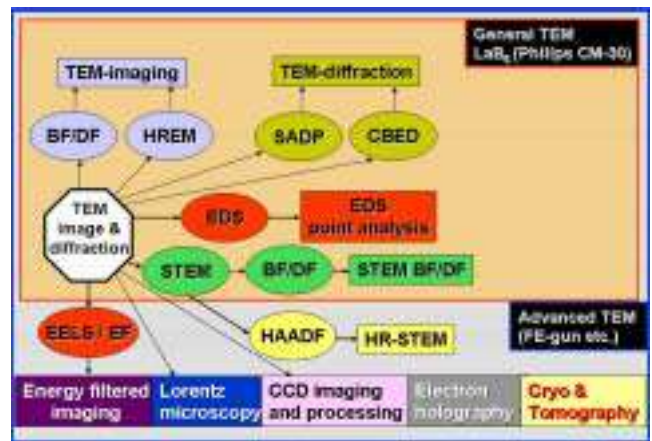 General TEM
LaB₆ (Philips CM-30)
TEM-imaging
TEM-diffraction
BF/DF
HREM
SADP
CBED
TEM
image &
diffraction
EDS
EDS
point analysis
STEM
BF/DF
STEM BF/DF
Advanced TEM
(FE-gun etc.)
EELS / EF
HAADF
HR-STEM
Energy filtered
imaging
Lorentz
microscopy
CCD imaging
and processing
Electron
holography
Cryo &
Tomography